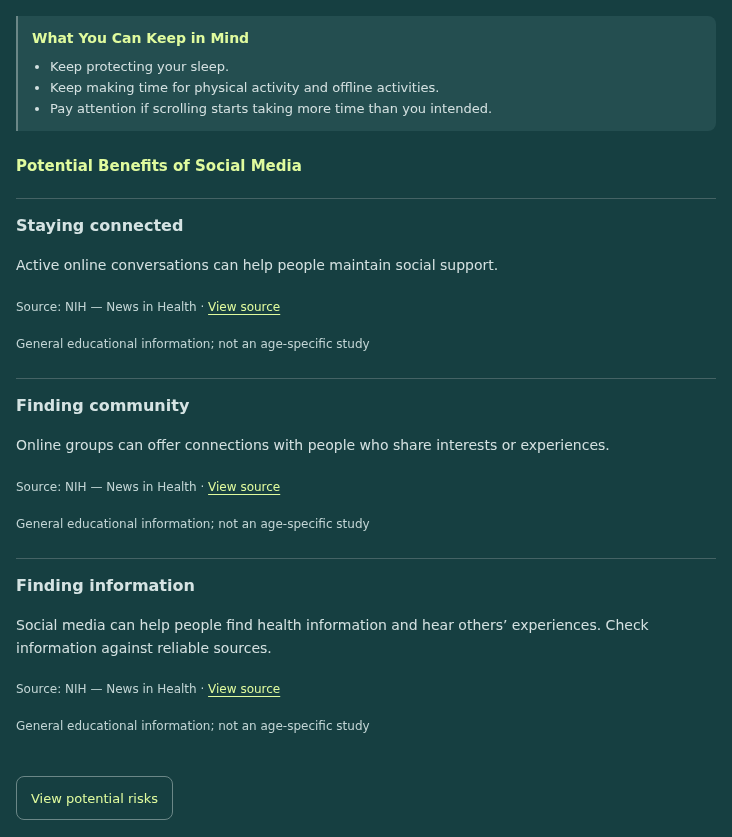 What You Can Keep in Mind
• Keep protecting your sleep.
• Keep making time for physical activity and offline activities.
• Pay attention if scrolling starts taking more time than you intended.
Potential Benefits of Social Media
Staying connected
Active online conversations can help people maintain social support.
Source: NIH — News in Health · View source
General educational information; not an age-specific study
Finding community
Online groups can offer connections with people who share interests or experiences.
Source: NIH — News in Health · View source
General educational information; not an age-specific study
Finding information
Social media can help people find health information and hear others’ experiences. Check
information against reliable sources.
Source: NIH — News in Health · View source
General educational information; not an age-specific study
View potential risks